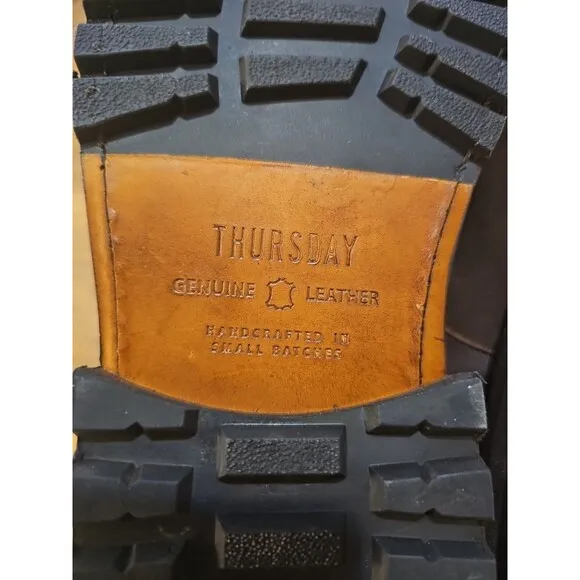 THURSDAY
GENUINE LEATHER
HANDCRAFTED IN
SMALL BATCHES